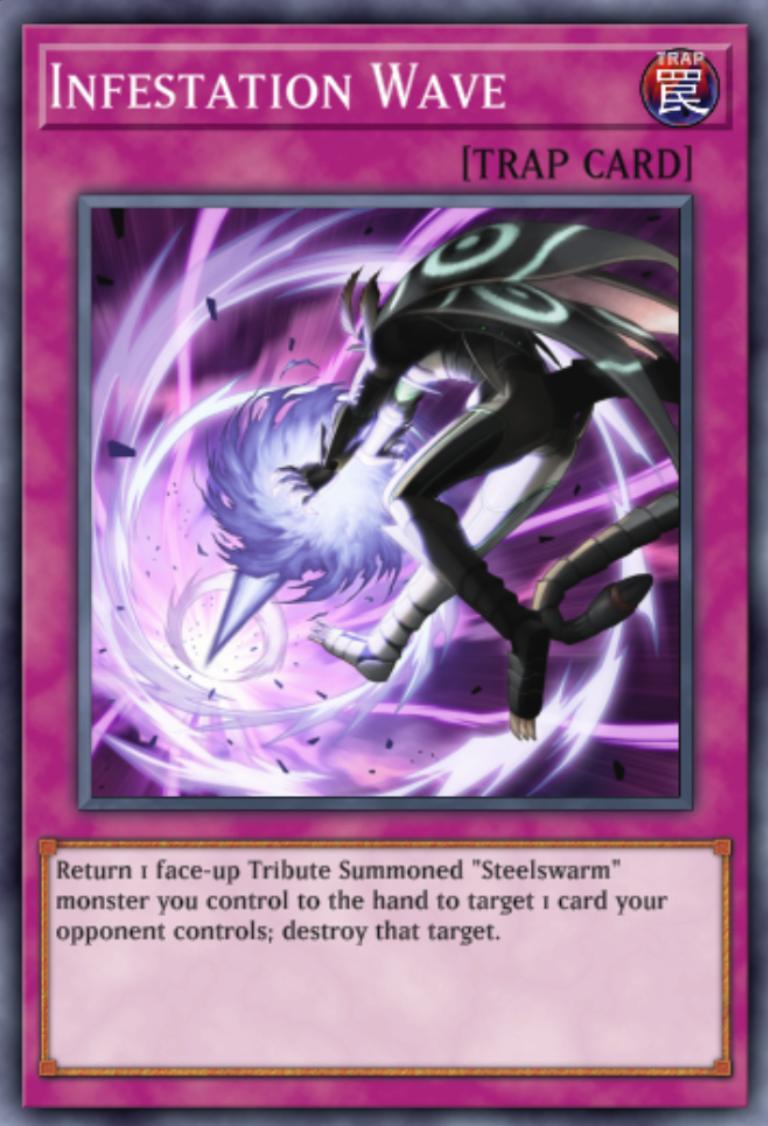 Infestation Wave
TRAP
罠
[TRAP CARD]
Return 1 face-up Tribute Summoned "Steelswarm"
monster you control to the hand to target 1 card your
opponent controls; destroy that target.